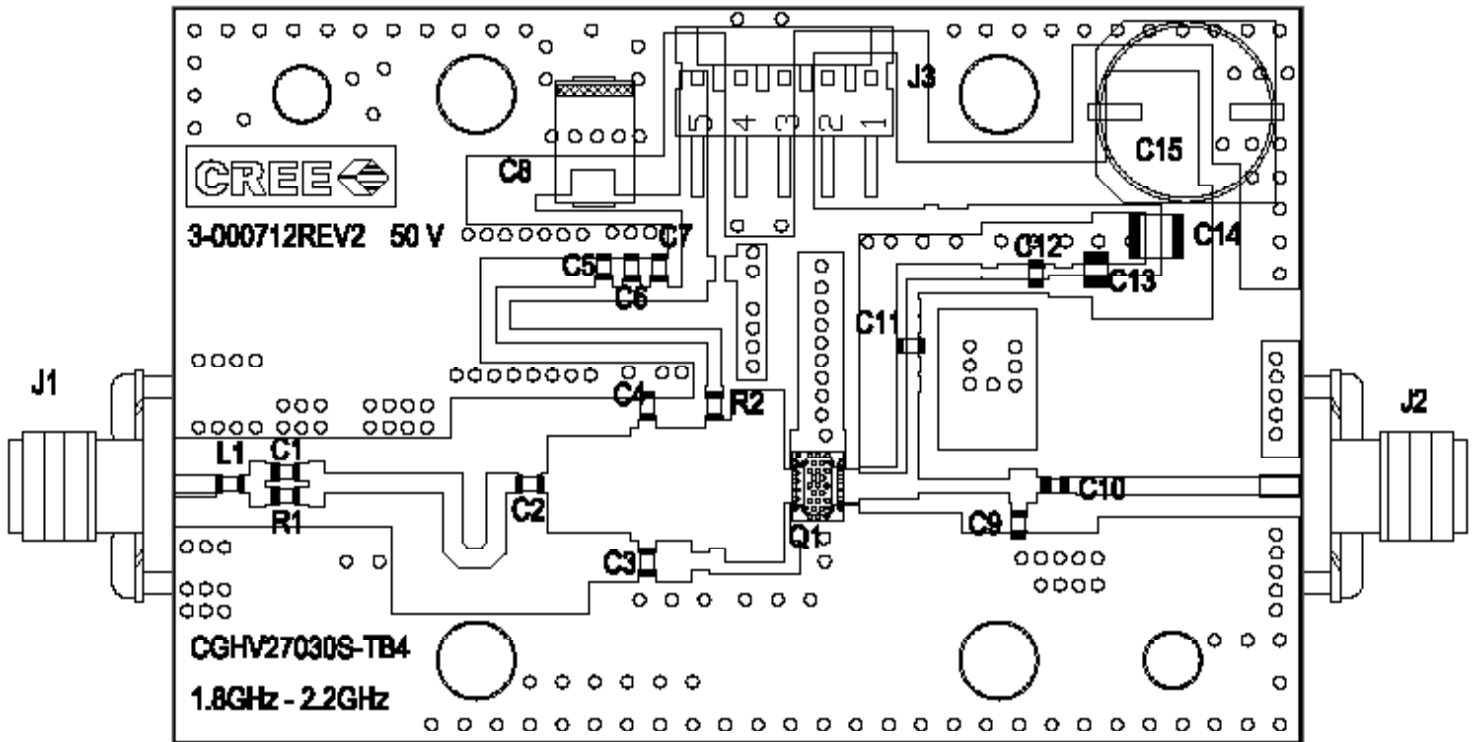 J3
5 4 3 2 1
C8
C15
CREE
3-000712REV2 50 V
C7
C14
C5
C12
C13
C6
C11
J1
C4
R2
J2
L1
C1
C2
C10
R1
C9
Q1
C3
CGHV27030S-TB4
1.8GHz - 2.2GHz